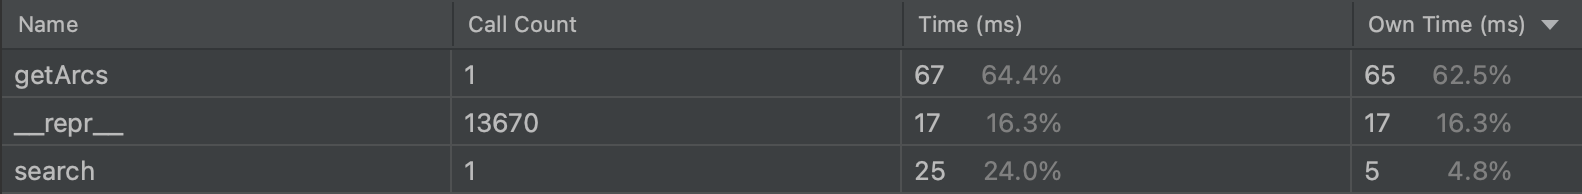 Name Call Count Time (ms) Own Time (ms)
getArcs 1 67 64.4% 65 62.5%
__repr__ 13670 17 16.3% 17 16.3%
search 1 25 24.0% 5 4.8%